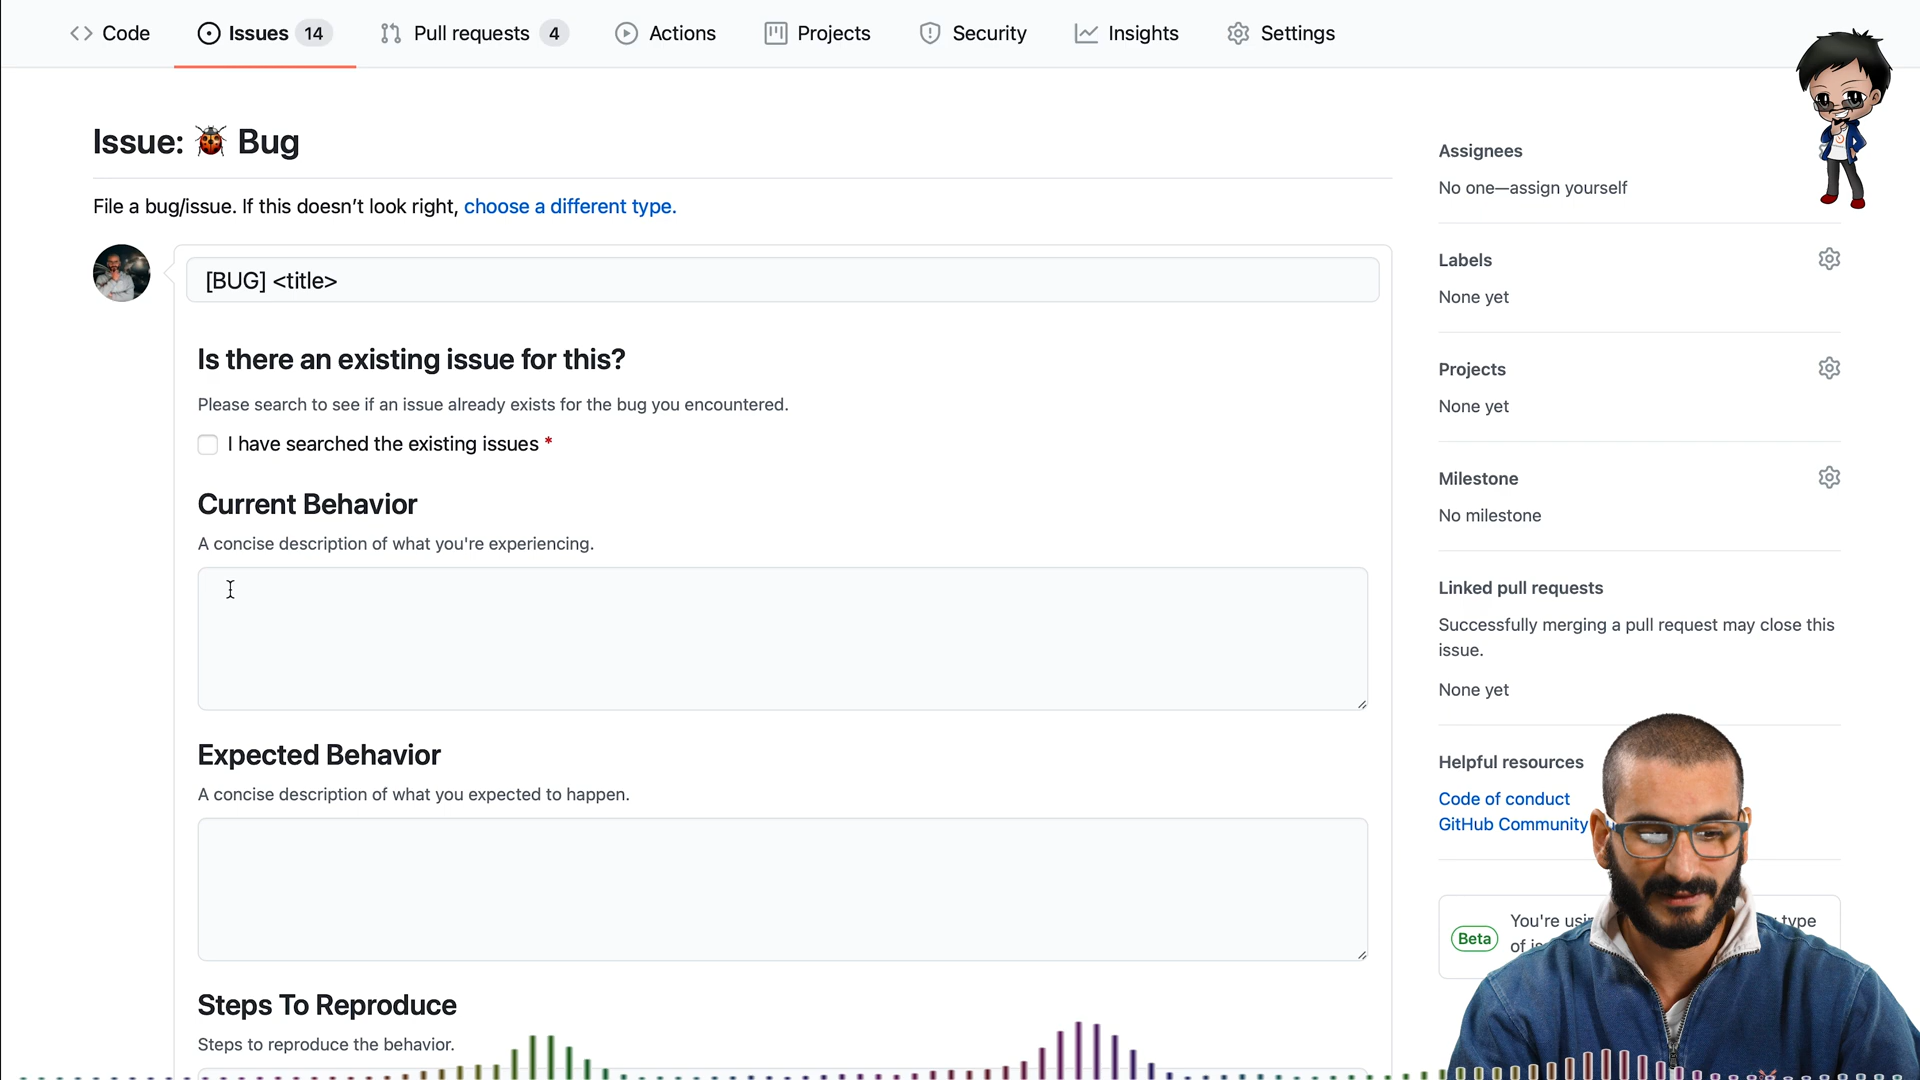 Code
Issues 14
Pull requests 4
Actions
Projects
Security
Insights
Settings
Issue: 🐞 Bug
File a bug/issue. If this doesn’t look right, choose a different type.
[BUG] <title>
Is there an existing issue for this?
Please search to see if an issue already exists for the bug you encountered.
I have searched the existing issues *
Current Behavior
A concise description of what you're experiencing.
Expected Behavior
A concise description of what you expected to happen.
Steps To Reproduce
Steps to reproduce the behavior.
Assignees
No one—assign yourself
Labels
None yet
Projects
None yet
Milestone
No milestone
Linked pull requests
Successfully merging a pull request may close this
issue.
None yet
Helpful resources
Code of conduct
GitHub Community
Beta
You're type
of